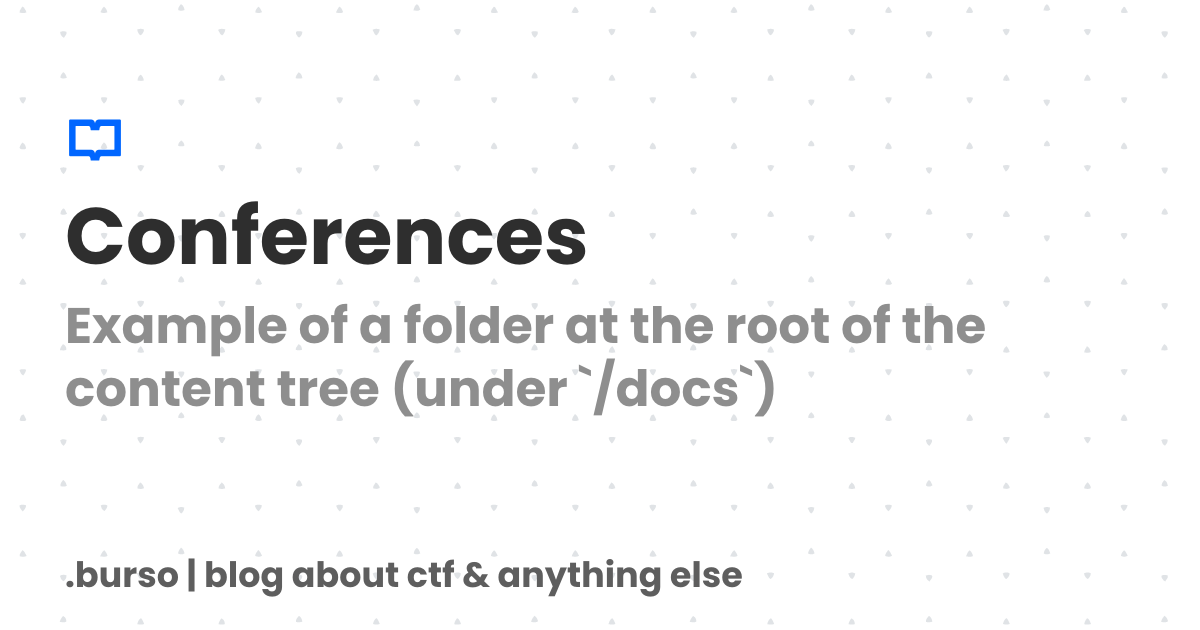 Conferences
Example of a folder at the root of the
content tree (under `/docs`)
.burso | blog about ctf & anything else